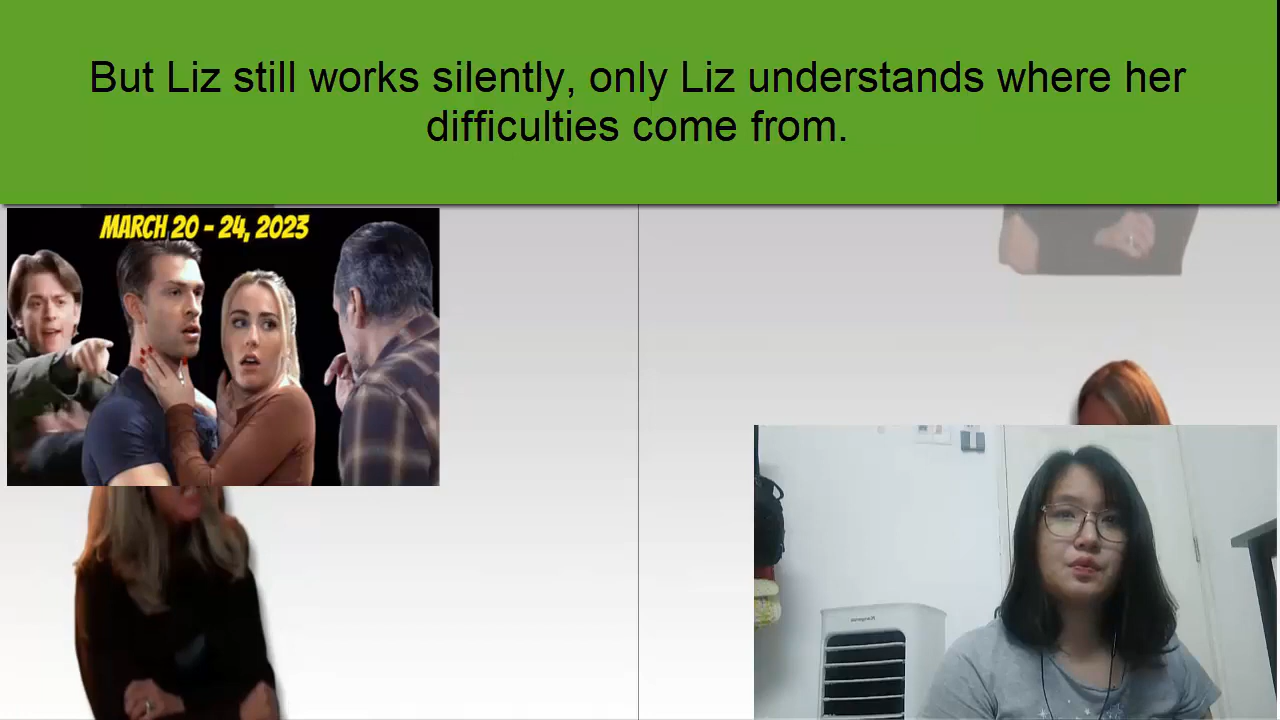 But Liz still works silently, only Liz understands where her
difficulties come from.
MARCH 20 - 24, 2023